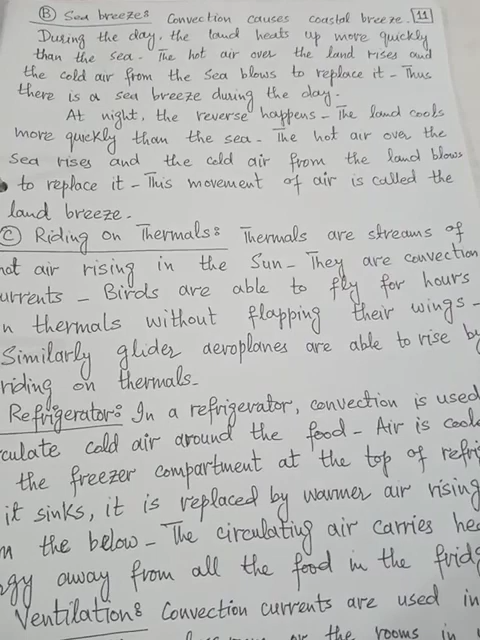 (B) Sea breeze: Convection causes coastal breeze. 11
During the day, the land heats up more quickly
than the sea. The hot air over the land rises and
the cold air from the sea blows to replace it - Thus
there is a sea breeze during the day.
At night, the reverse happens - The land cools
more quickly than the sea - The hot air over the
sea rises and the cold air from the land blows
to replace it - This movement of air is called the
land breeze -
(C) Riding on Thermals: Thermals are streams of
hot air rising in the Sun - They are convection
urrents - Birds are able to fly for hours
n thermals without flapping their wings -
Similarly glider aeroplanes are able to rise by
riding on thermals -
Refrigerator: In a refrigerator, convection is used
culate cold air around the food - Air is cool
the freezer compartment at the top of refri
it sinks, it is replaced by warmer air rising
m the below - The circulating air carries hea
rgy away from all the food in the fridg
Ventilation: Convection currents are used in
the rooms in